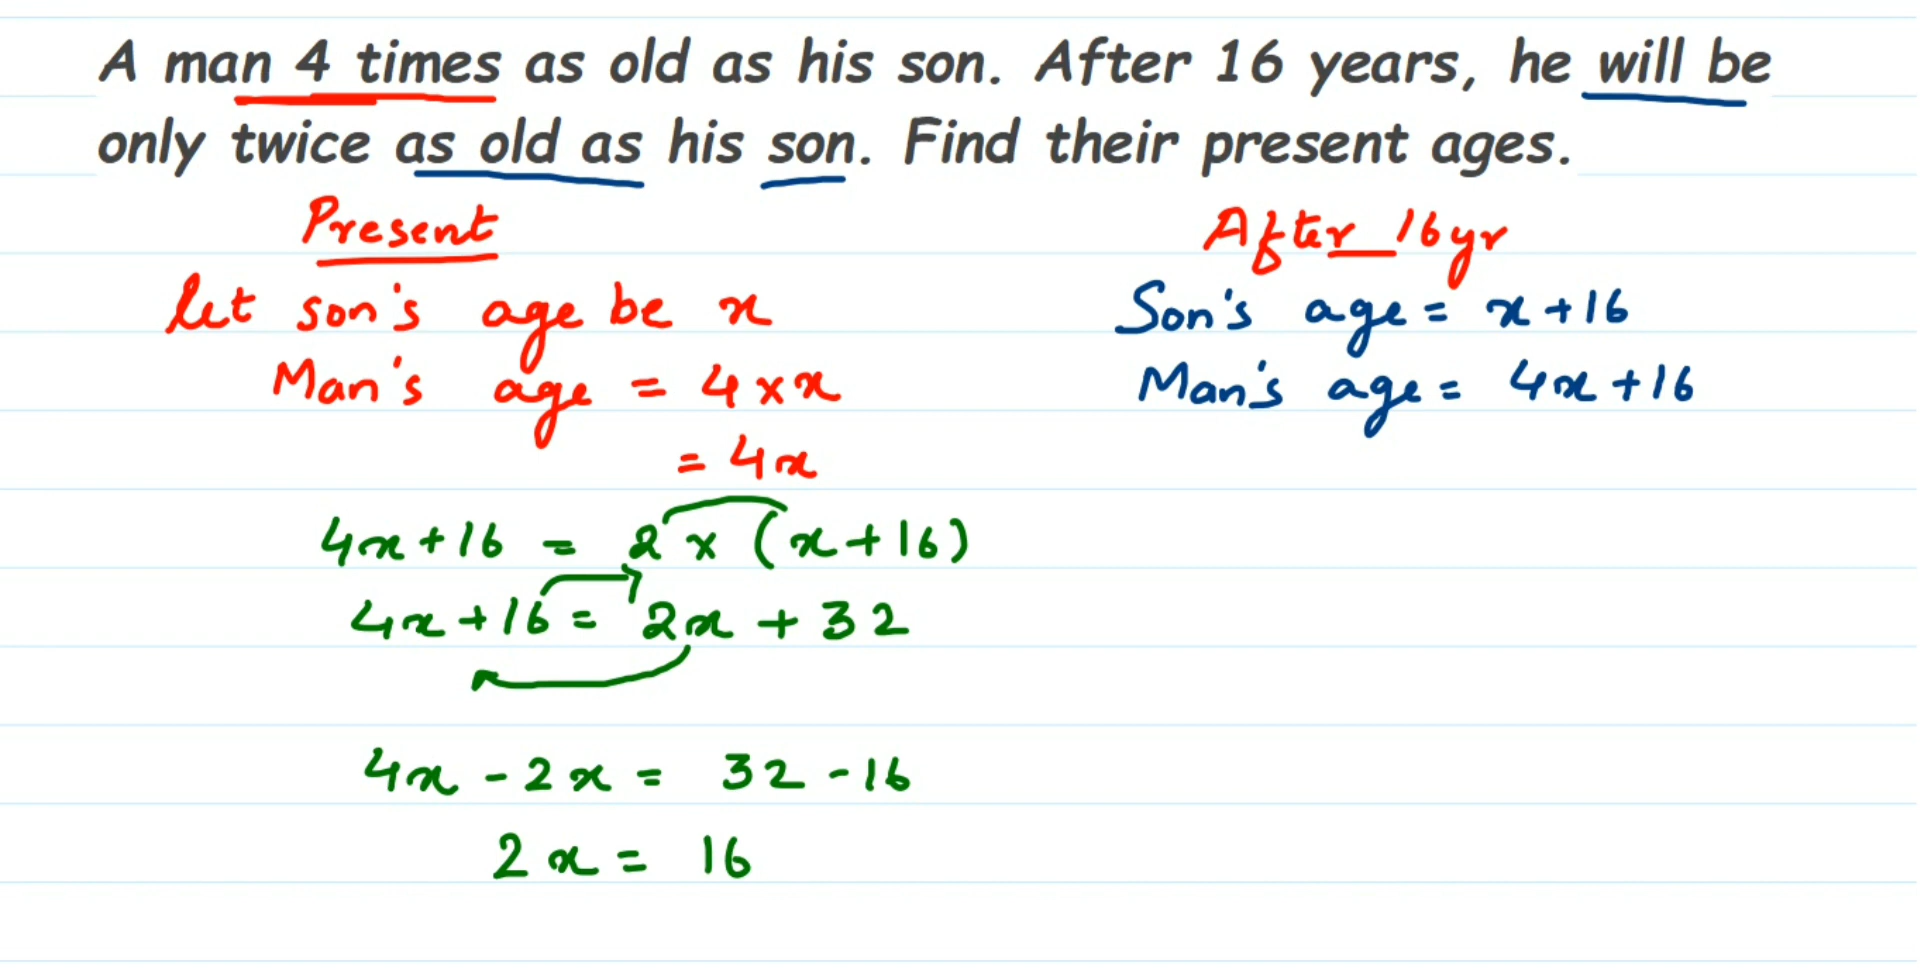 A man 4 times as old as his son. After 16 years, he will be
only twice as old as his son. Find their present ages.
Present
let son's age be x
Man's age = 4 × x
= 4x
After 16yr
Son's age = x + 16
Man's age = 4x + 16
4x + 16 = 2 × (x + 16)
4x + 16 = 2x + 32
4x - 2x = 32 - 16
2x = 16